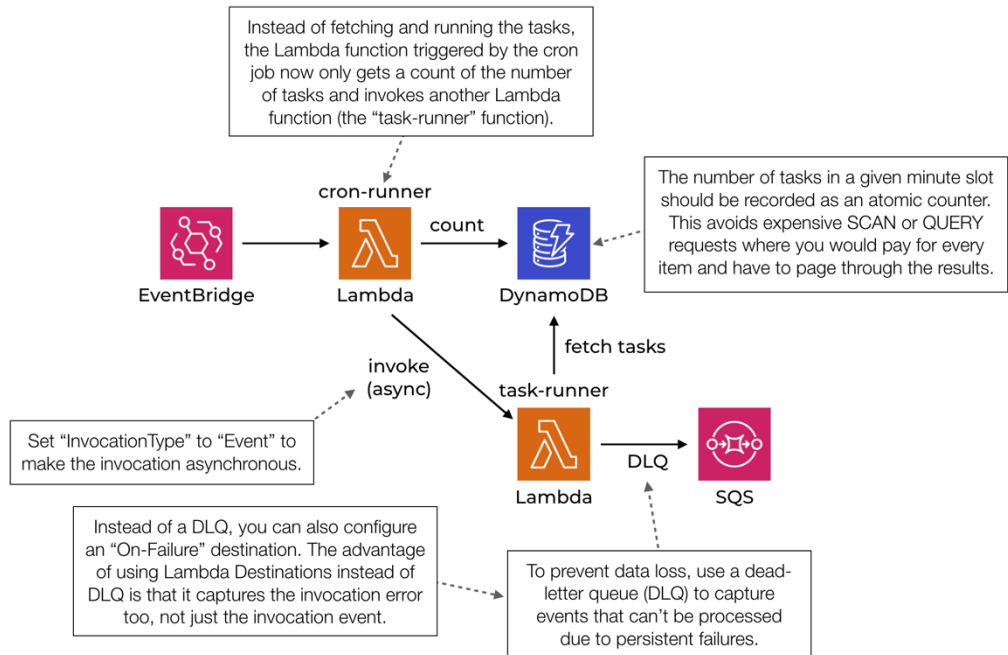 Instead of fetching and running the tasks,
the Lambda function triggered by the cron
job now only gets a count of the number
of tasks and invokes another Lambda
function (the “task-runner” function).
The number of tasks in a given minute slot
should be recorded as an atomic counter.
This avoids expensive SCAN or QUERY
requests where you would pay for every
item and have to page through the results.
cron-runner
count
EventBridge
Lambda
DynamoDB
fetch tasks
invoke
(async)
task-runner
Set “InvocationType” to “Event” to
make the invocation asynchronous.
DLQ
Lambda
SQS
Instead of a DLQ, you can also configure
an “On-Failure” destination. The advantage
of using Lambda Destinations instead of
DLQ is that it captures the invocation error
too, not just the invocation event.
To prevent data loss, use a dead-
letter queue (DLQ) to capture
events that can’t be processed
due to persistent failures.